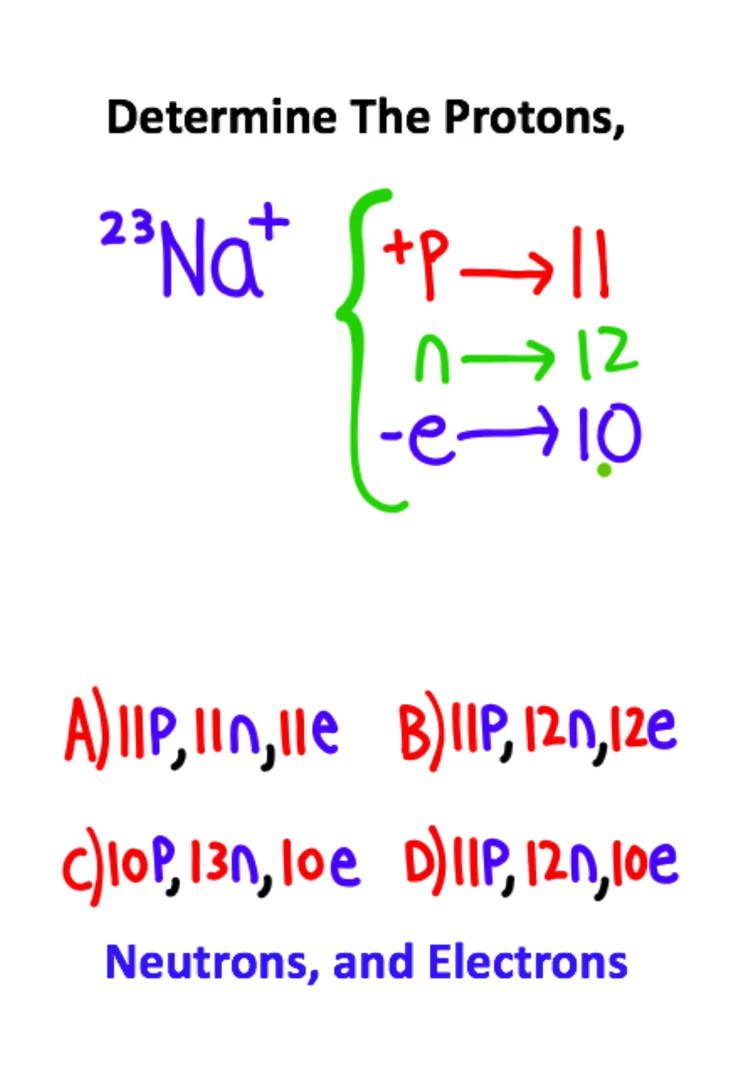 Determine The Protons,
²³Na⁺
+p → 11
n → 12
-e → 10
A) 11p, 11n, 11e B) 11p, 12n, 12e
C) 10p, 13n, 10e D) 11p, 12n, 10e
Neutrons, and Electrons